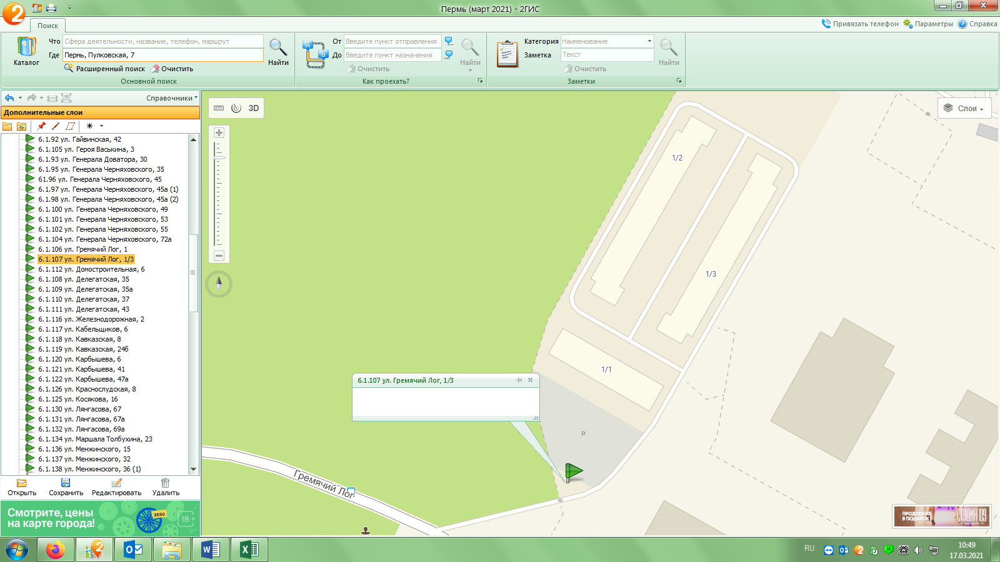 Пермь (март 2021) - 2ГИС
Поиск
Привязать телефон
Параметры
Справка
Каталог
Что
Сфера деятельности, название, телефон, маршрут
Где
Пермь, Пулковская, 7
Расширенный поиск
Очистить
Найти
Основной поиск
От
Введите пункт отправления
До
Введите пункт назначения
Очистить
Найти
Как проехать?
Категория
Наименование
Заметка
Текст
Очистить
Найти
Заметки
Справочники
Дополнительные слои
6.1.92 ул. Гайвинская, 42
6.1.105 ул. Героя Васькина, 3
6.1.93 ул. Генерала Доватора, 30
6.1.95 ул. Генерала Черняховского, 35
61.96 ул. Генерала Черняховского, 45
6.1.97 ул. Генерала Черняховского, 45а (1)
6.1.98 ул. Генерала Черняховского, 45а (2)
6.1.100 ул. Генерала Черняховского, 49
6.1.101 ул. Генерала Черняховского, 53
6.1.102 ул. Генерала Черняховского, 55
6.1.104 ул. Генерала Черняховского, 72а
6.1.106 ул. Гремячий Лог, 1
6.1.107 ул. Гремячий Лог, 1/3
6.1.112 ул. Домостроительная, 6
6.1.108 ул. Делегатская, 35
6.1.109 ул. Делегатская, 35а
6.1.110 ул. Делегатская, 37
6.1.111 ул. Делегатская, 43
6.1.116 ул. Железнодорожная, 2
6.1.117 ул. Кабельщиков, 6
6.1.118 ул. Кавказская, 8
6.1.119 ул. Кавказская, 24б
6.1.120 ул. Карбышева, 6
6.1.121 ул. Карбышева, 41
6.1.122 ул. Карбышева, 47а
6.1.126 ул. Краснослудская, 8
6.1.125 ул. Косякова, 16
6.1.130 ул. Лянгасова, 67
6.1.131 ул. Лянгасова, 67а
6.1.132 ул. Лянгасова, 69а
6.1.134 ул. Маршала Толбухина, 23
6.1.136 ул. Менжинского, 15
6.1.137 ул. Менжинского, 32
6.1.138 ул. Менжинского, 36 (1)
Открыть
Сохранить
Редактировать
Удалить
Смотрите, цены
на карте города!
3550
18+
3D
Слои
1/2
1/3
1/1
P
6.1.107 ул. Гремячий Лог, 1/3
Гремячий Лог
ПРОДЛЕНИЕ
В ПОДАРОК
СТУДИЯ 109
RU
10:49
17.03.2021